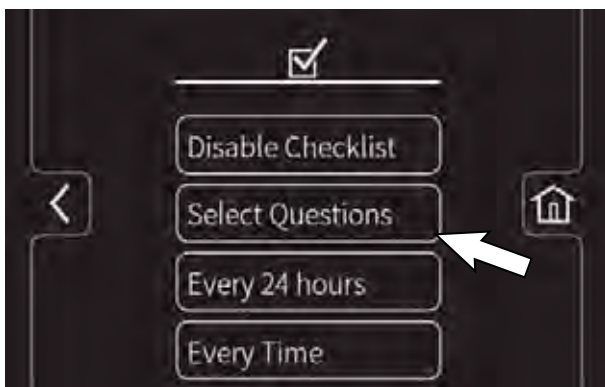 Disable Checklist
Select Questions
Every 24 hours
Every Time